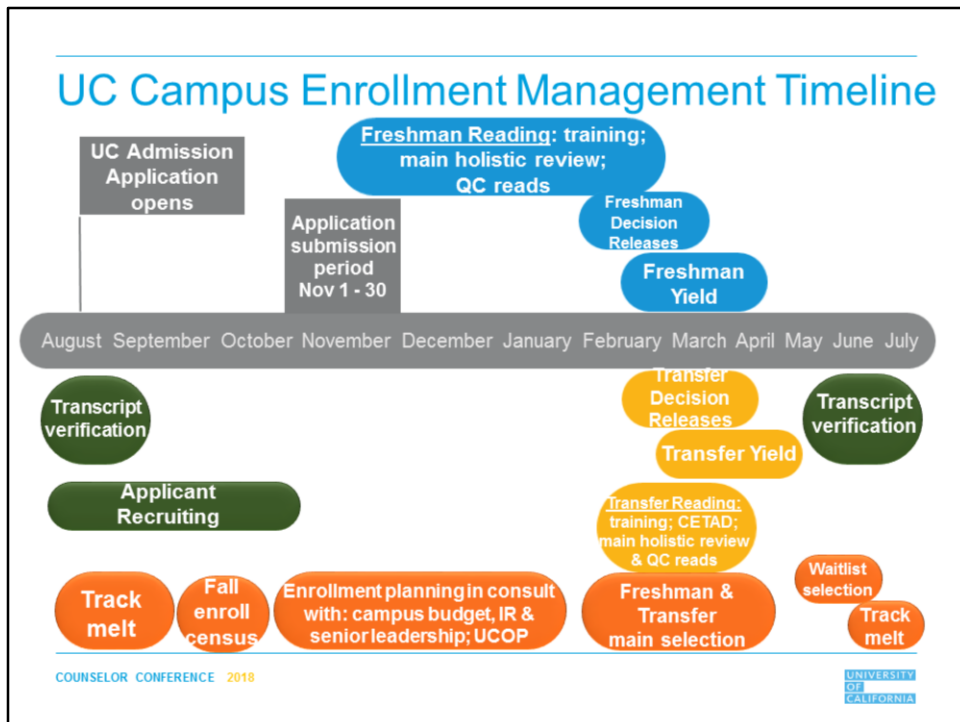 UC Campus Enrollment Management Timeline
UC Admission
Application
opens
Freshman Reading: training;
main holistic review;
QC reads
Application
submission
period
Nov 1 - 30
Freshman
Decision
Releases
Freshman
Yield
August September October November December January February March April May June July
Transcript
verification
Transfer
Decision
Releases
Transcript
verification
Transfer Yield
Applicant
Recruiting
Transfer Reading:
training; CETAD;
main holistic review
& QC reads
Track
melt
Fall
enroll
census
Enrollment planning in consult
with: campus budget, IR &
senior leadership; UCOP
Freshman &
Transfer
main selection
Waitlist
selection
Track
melt
COUNSELOR CONFERENCE 2018
UNIVERSITY
OF
CALIFORNIA